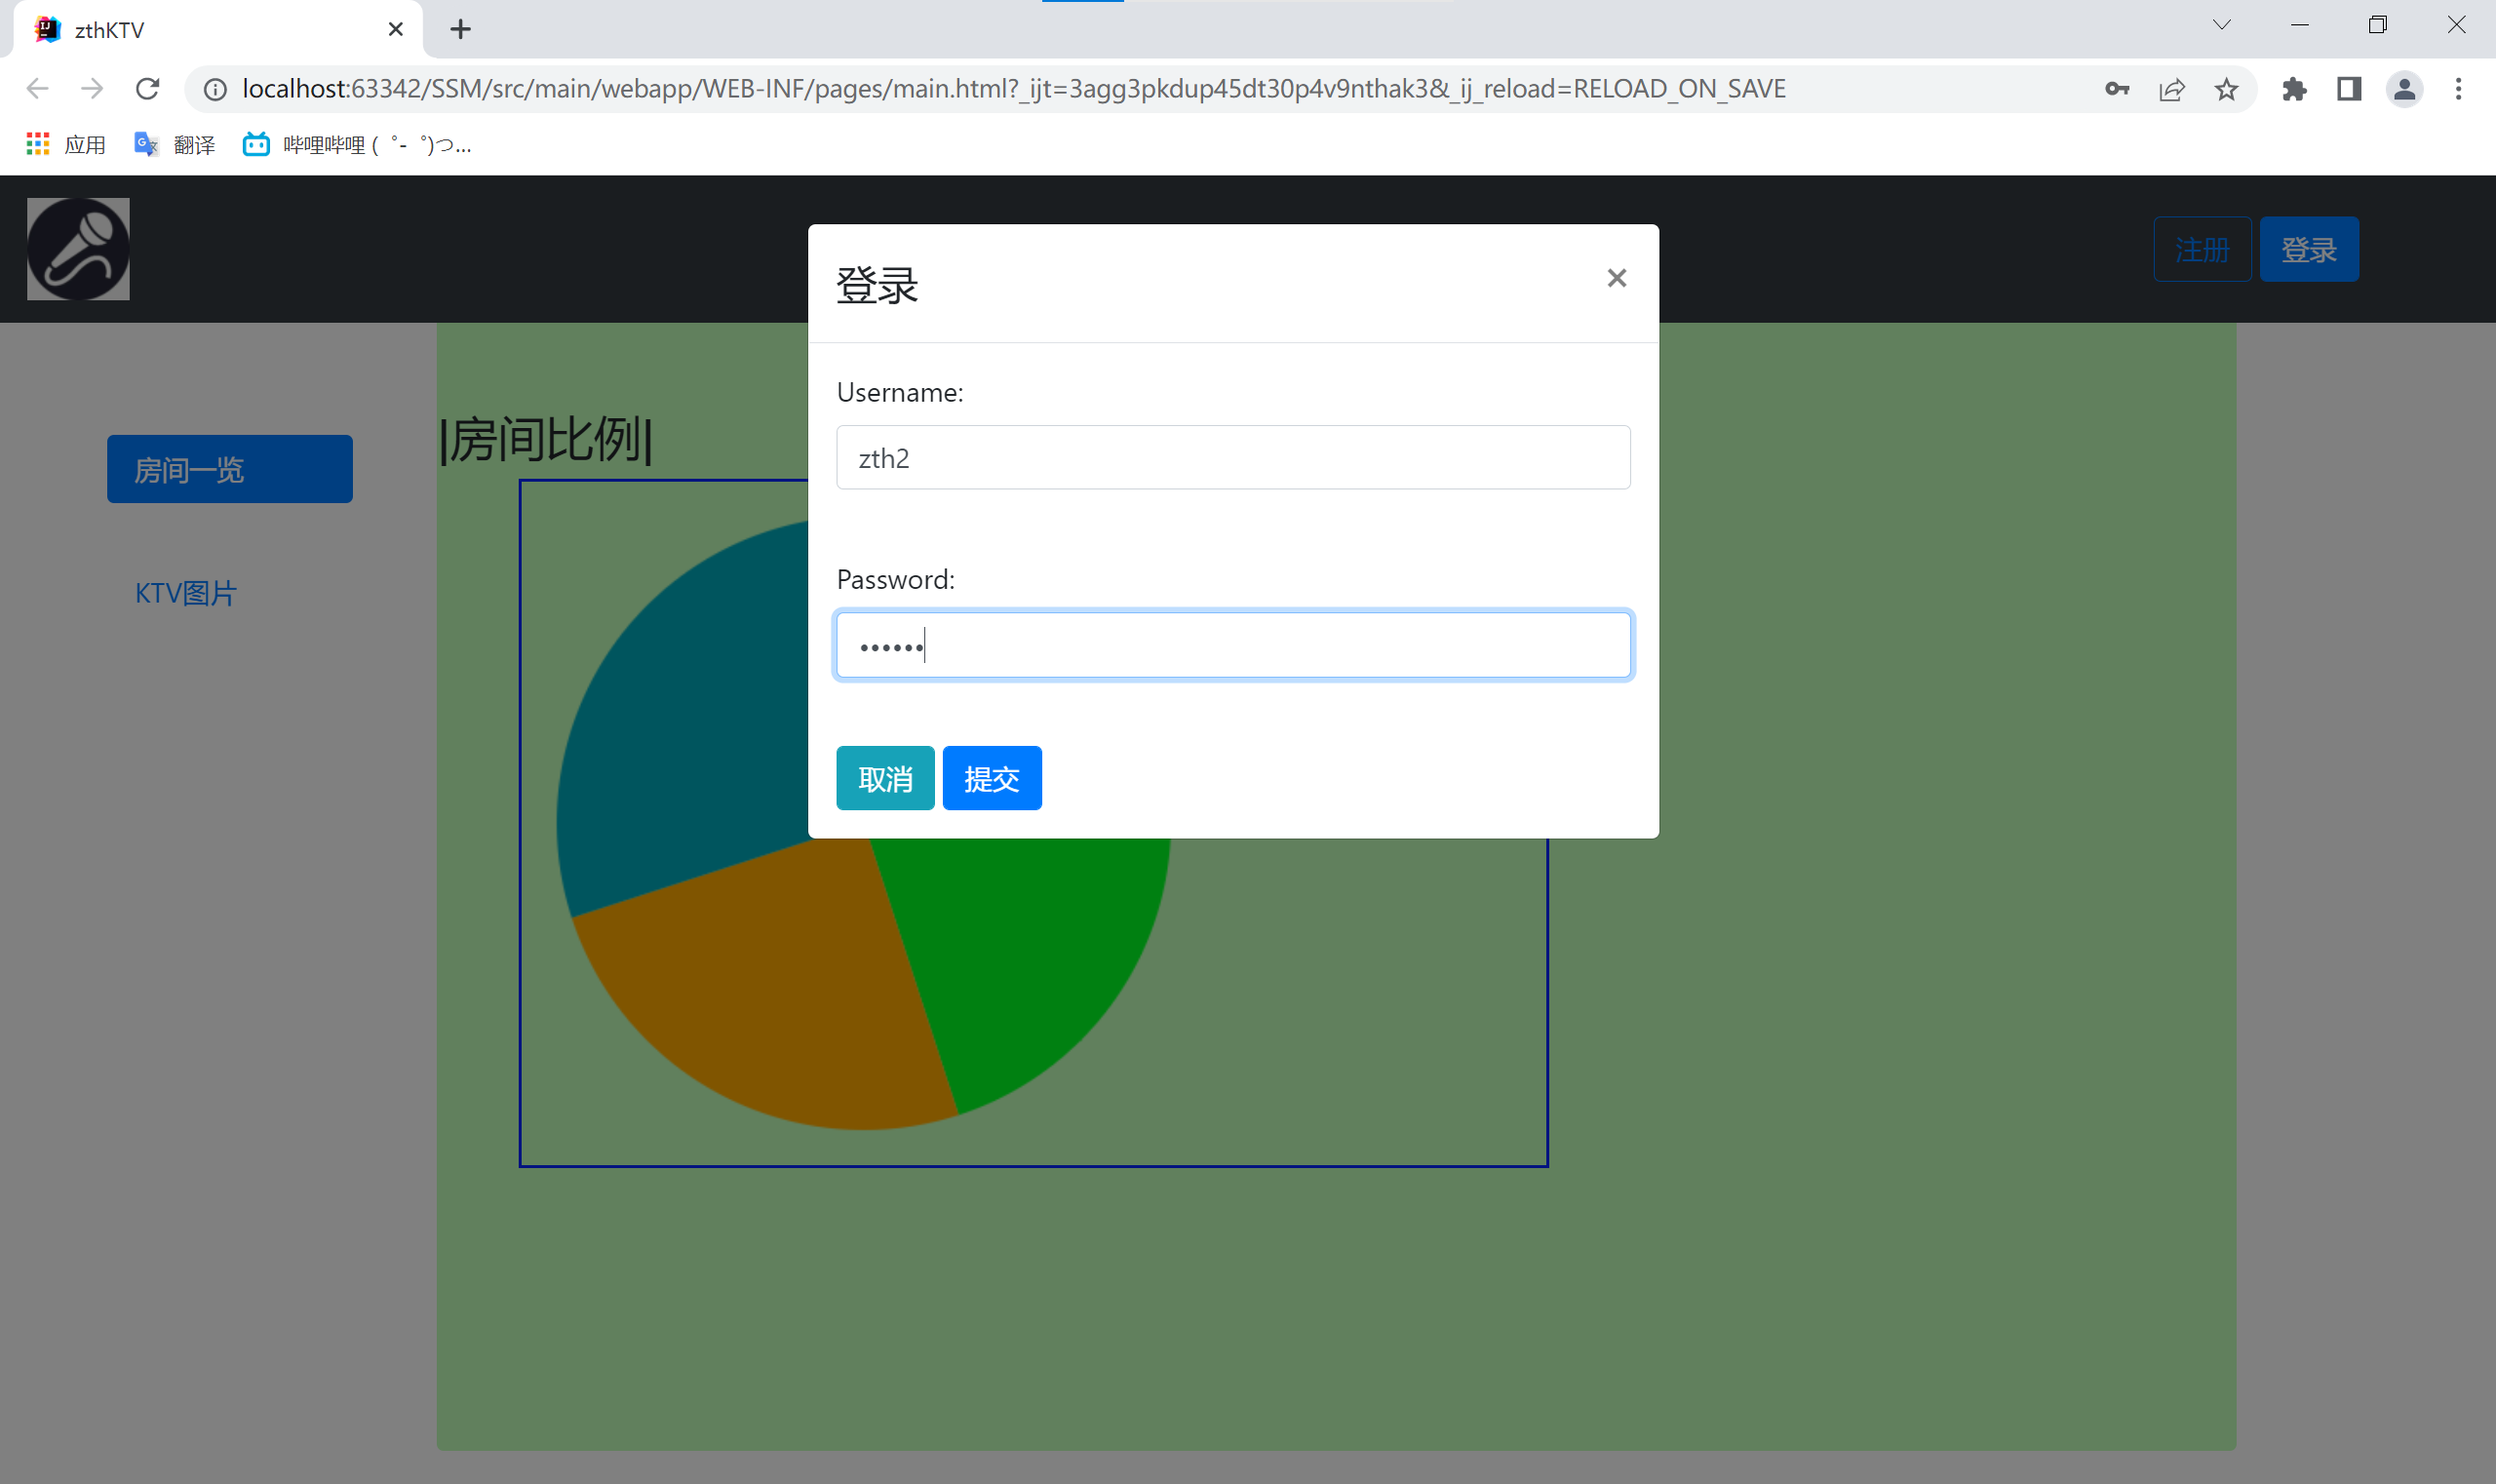 zthKTV
localhost:63342/SSM/src/main/webapp/WEB-INF/pages/main.html?_ijt=3agg3pkdup45dt30p4v9nthak3&_ij_reload=RELOAD_ON_SAVE
应用 翻译 哔哩哔哩 ( ゜- ゜)つ...
注册 登录
登录
×
Username:
zth2
Password:
••••••
取消 提交
房间一览
KTV图片
|房间比例|